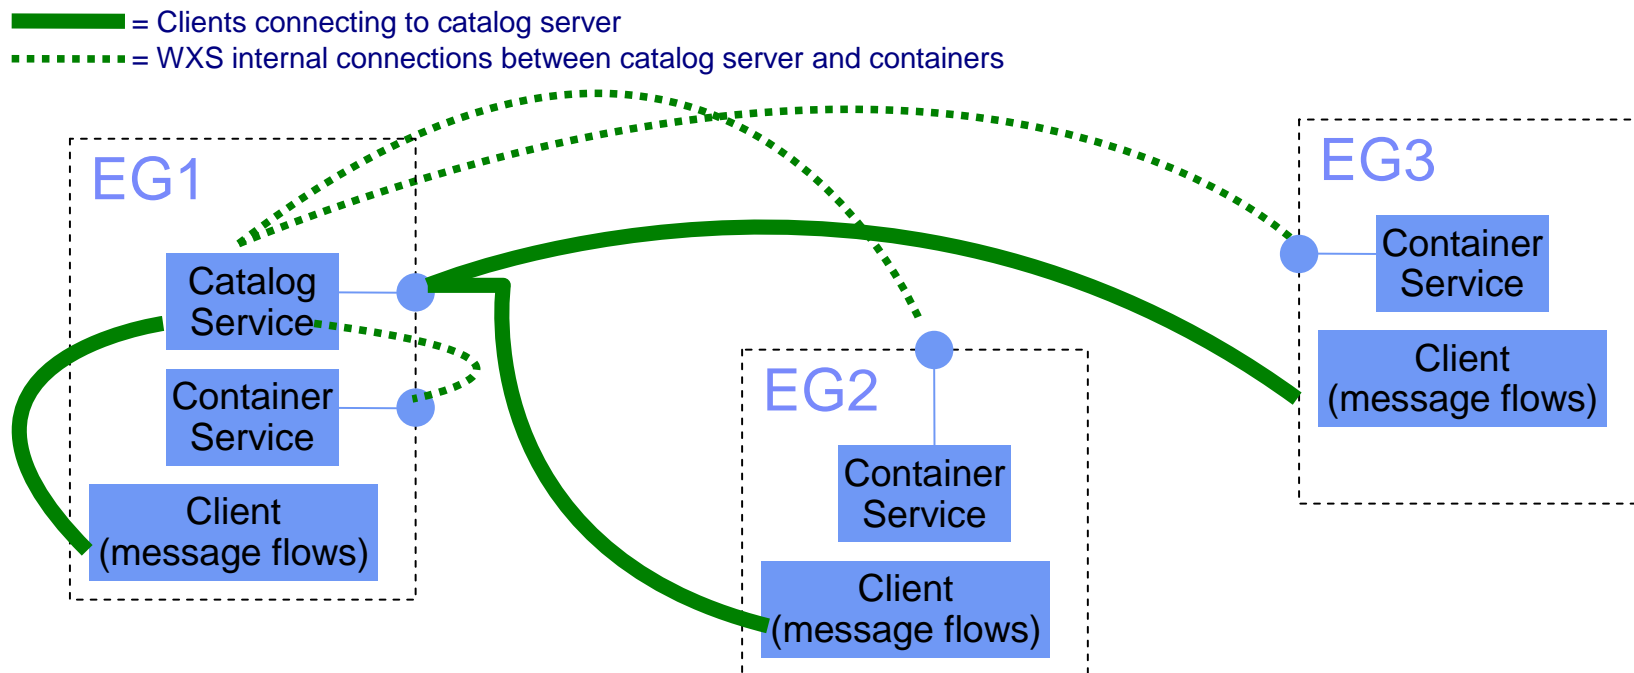 = Clients connecting to catalog server
= WXS internal connections between catalog server and containers
EG1
Catalog
Service
Container
Service
Client
(message flows)
EG2
Container
Service
Client
(message flows)
EG3
Container
Service
Client
(message flows)